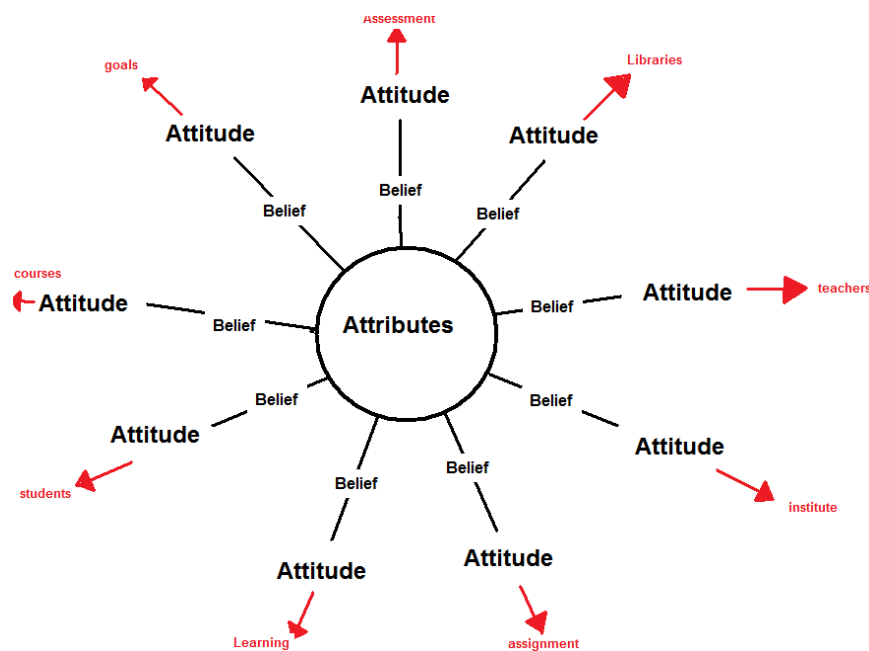 Assessment
goals
Libraries
Attitude
Attitude
Attitude
Belief
Belief
Belief
courses
Attitude
Belief
Attributes
Belief
Attitude
teachers
Belief
Belief
Attitude
Attitude
students
Belief
Belief
institute
Attitude
Attitude
Learning
assignment